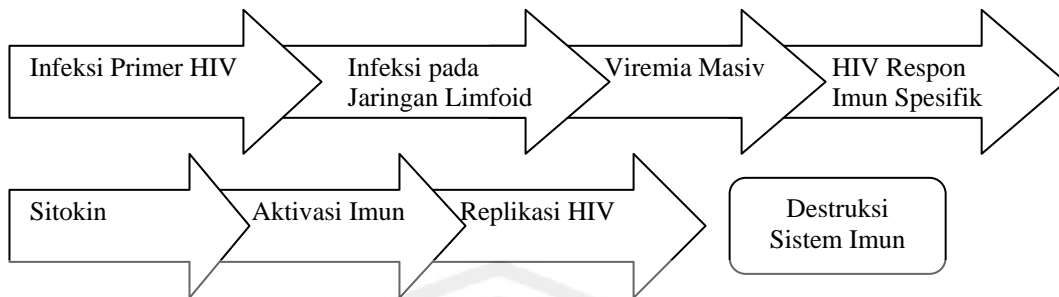 Infeksi Primer HIV
Infeksi pada
Jaringan Limfoid
Viremia Masiv
HIV Respon
Imun Spesifik
Sitokin
Aktivasi Imun
Replikasi HIV
Destruksi
Sistem Imun